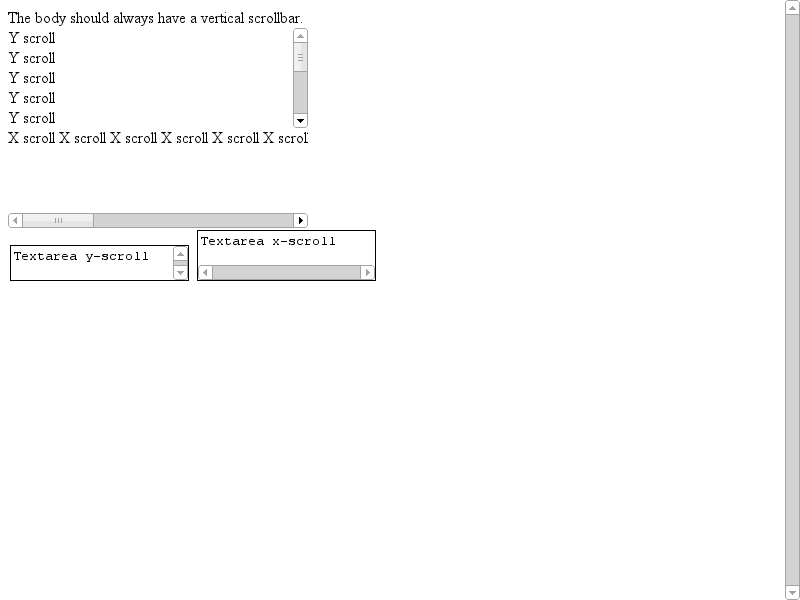 The body should always have a vertical scrollbar.
Y scroll
Y scroll
Y scroll
Y scroll
Y scroll
X scroll X scroll X scroll X scroll X scroll X scrol
Textarea y-scroll
Textarea x-scroll